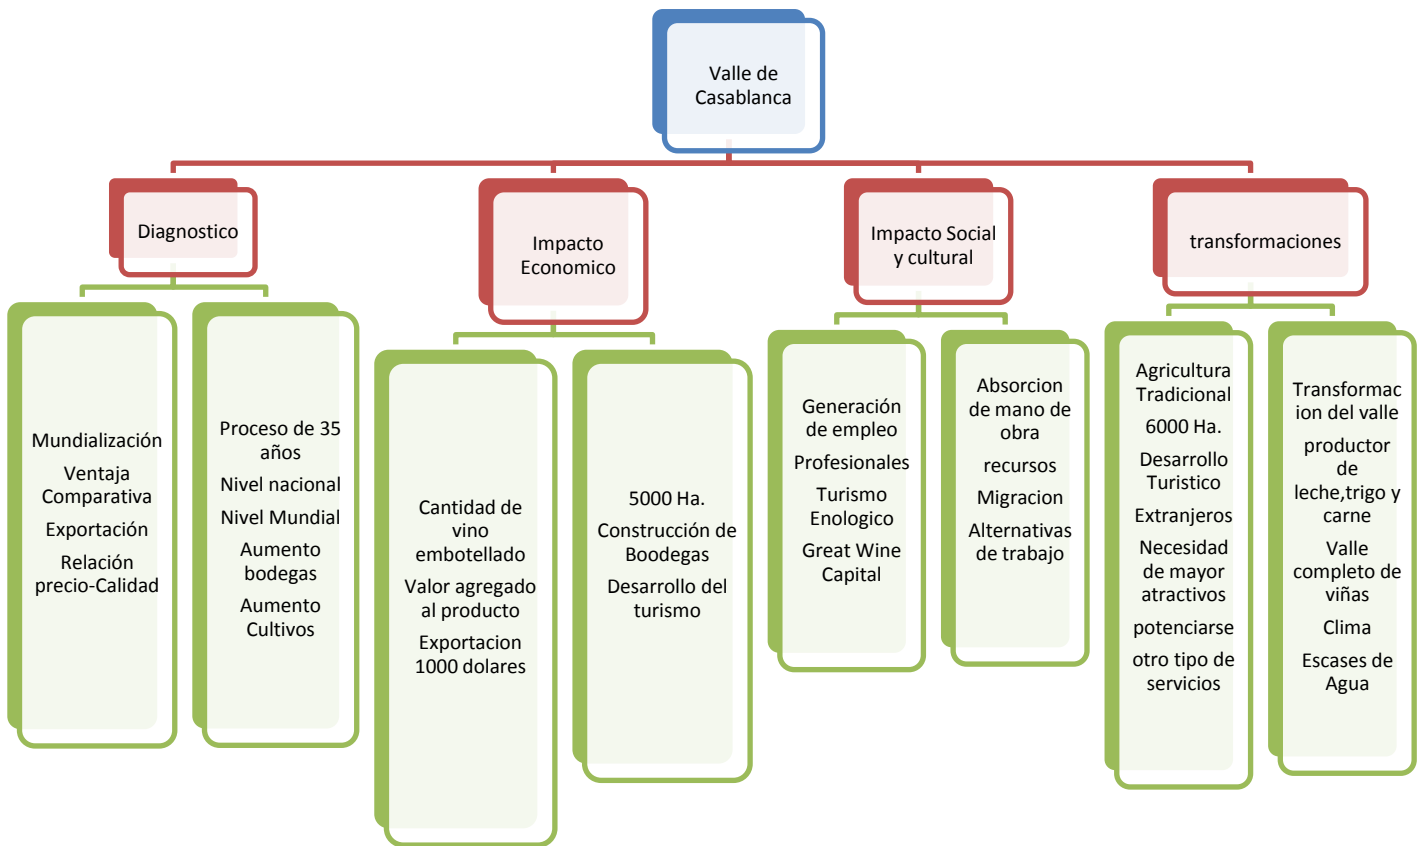 Valle de
Casablanca
Diagnostico
Impacto
Economico
Impacto Social
y cultural
transformaciones
Mundialización
Ventaja
Comparativa
Exportación
Relación
precio-Calidad
Proceso de 35
años
Nivel nacional
Nivel Mundial
Aumento
bodegas
Aumento
Cultivos
Cantidad de
vino
embotellado
Valor agregado
al producto
Exportacion
1000 dolares
5000 Ha.
Construcción de
Boodegas
Desarrollo del
turismo
Generación
de empleo
Profesionales
Turismo
Enologico
Great Wine
Capital
Absorcion
de mano de
obra
recursos
Migracion
Alternativas
de trabajo
Agricultura
Tradicional
6000 Ha.
Desarrollo
Turistico
Extranjeros
Necesidad
de mayor
atractivos
potenciarse
otro tipo de
servicios
Transformac
ion del valle
productor
de
leche,trigo y
carne
Valle
completo de
viñas
Clima
Escases de
Agua